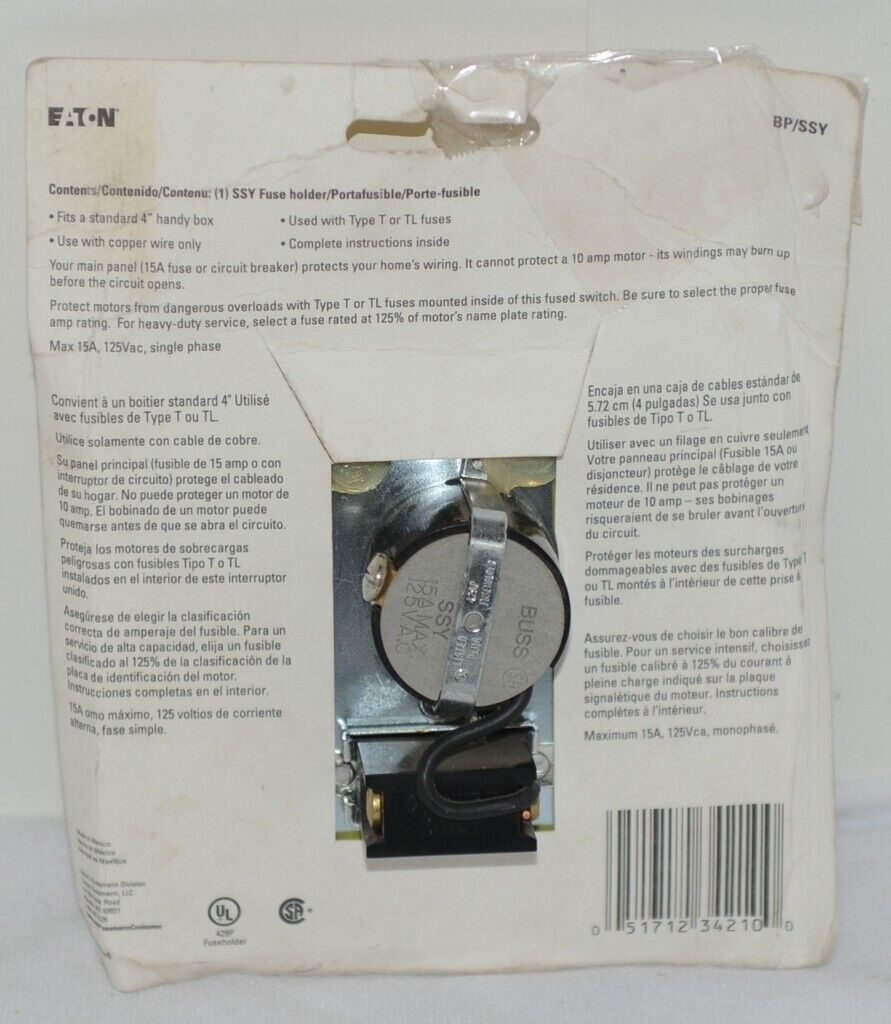 EATON
BP/SSY
Contents/Contenido/Contenu: (1) SSY Fuse holder/Portafusible/Porte-fusible
• Fits a standard 4" handy box
• Used with Type T or TL fuses
• Use with copper wire only
• Complete instructions inside
Your main panel (15A fuse or circuit breaker) protects your home's wiring. It cannot protect a 10 amp motor - its windings may burn up
before the circuit opens.
Protect motors from dangerous overloads with Type T or TL fuses mounted inside of this fused switch. Be sure to select the proper fuse
amp rating. For heavy-duty service, select a fuse rated at 125% of motor's name plate rating.
Max 15A, 125Vac, single phase
Convient à un boitier standard 4" Utilisé
avec fusibles de Type T ou TL.
Utilice solamente con cable de cobre.
Su panel principal (fusible de 15 amp o con
interruptor de circuito) protege el cableado
de su hogar. No puede proteger un motor de
10 amp. El bobinado de un motor puede
quemarse antes de que se abra el circuito.
Proteja los motores de sobrecargas
peligrosas con fusibles Tipo T o TL
instalados en el interior de este interruptor
unido.
Asegúrese de elegir la clasificación
correcta de amperaje del fusible. Para un
servicio de alta capacidad, elija un fusible
clasificado al 125% de la clasificación de la
placa de identificación del motor.
Instrucciones completas en el interior.
15A omo máximo, 125 voltios de corriente
alterna, fase simple.
Encaja en una caja de cables estándar de
5.72 cm (4 pulgadas) Se usa junto con
fusibles de Tipo T o TL.
Utiliser avec un filage en cuivre seulement
Votre panneau principal (Fusible 15A ou
disjoncteur) protège le câblage de votre
résidence. Il ne peut pas protéger un
moteur de 10 amp – ses bobinages
risqueraient de se bruler avant l'ouverture
du circuit.
Protéger les moteurs des surcharges
dommageables avec des fusibles de Type T
ou TL montés à l'intérieur de cette prise à
fusible.
Assurez-vous de choisir le bon calibre de
fusible. Pour un service intensif, choisisser
un fusible calibré à 125% du courant à
pleine charge indiqué sur la plaque
signalétique du moteur. Instructions
complètes à l'intérieur.
Maximum 15A, 125Vca, monophasé.
BUSS
SSY
15A MAX
125V A.C
Made in Mexico
Division
LLC
Road
63021
UL
429P
Fuseholder
SA
0 51712 34210 0